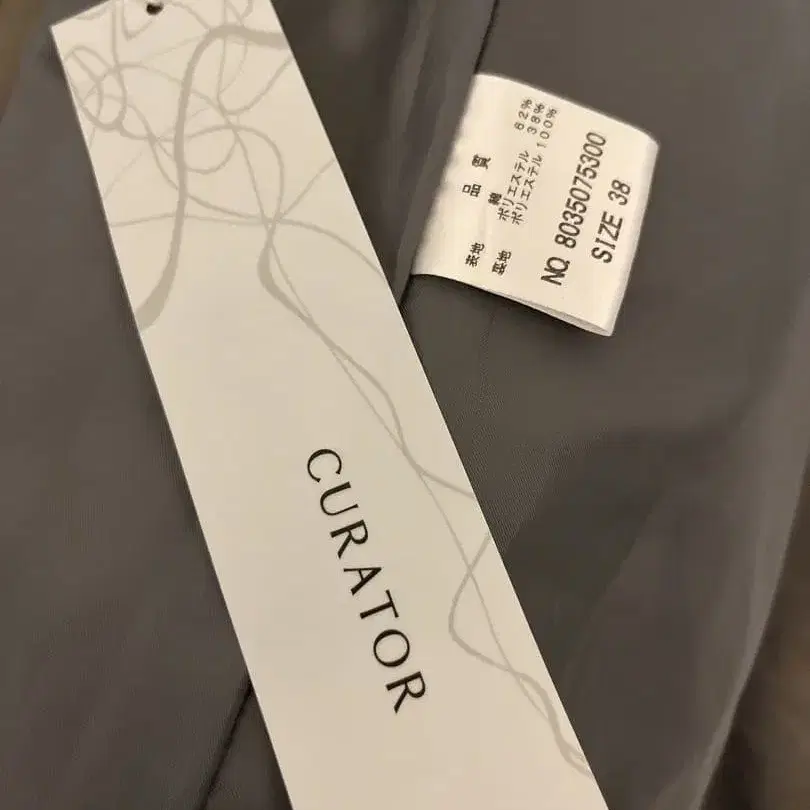 CURATOR
品質
表地 綿 62%
ポリエステル 38%
裏地 ポリエステル 100%
NO. 8035075300
SIZE 38